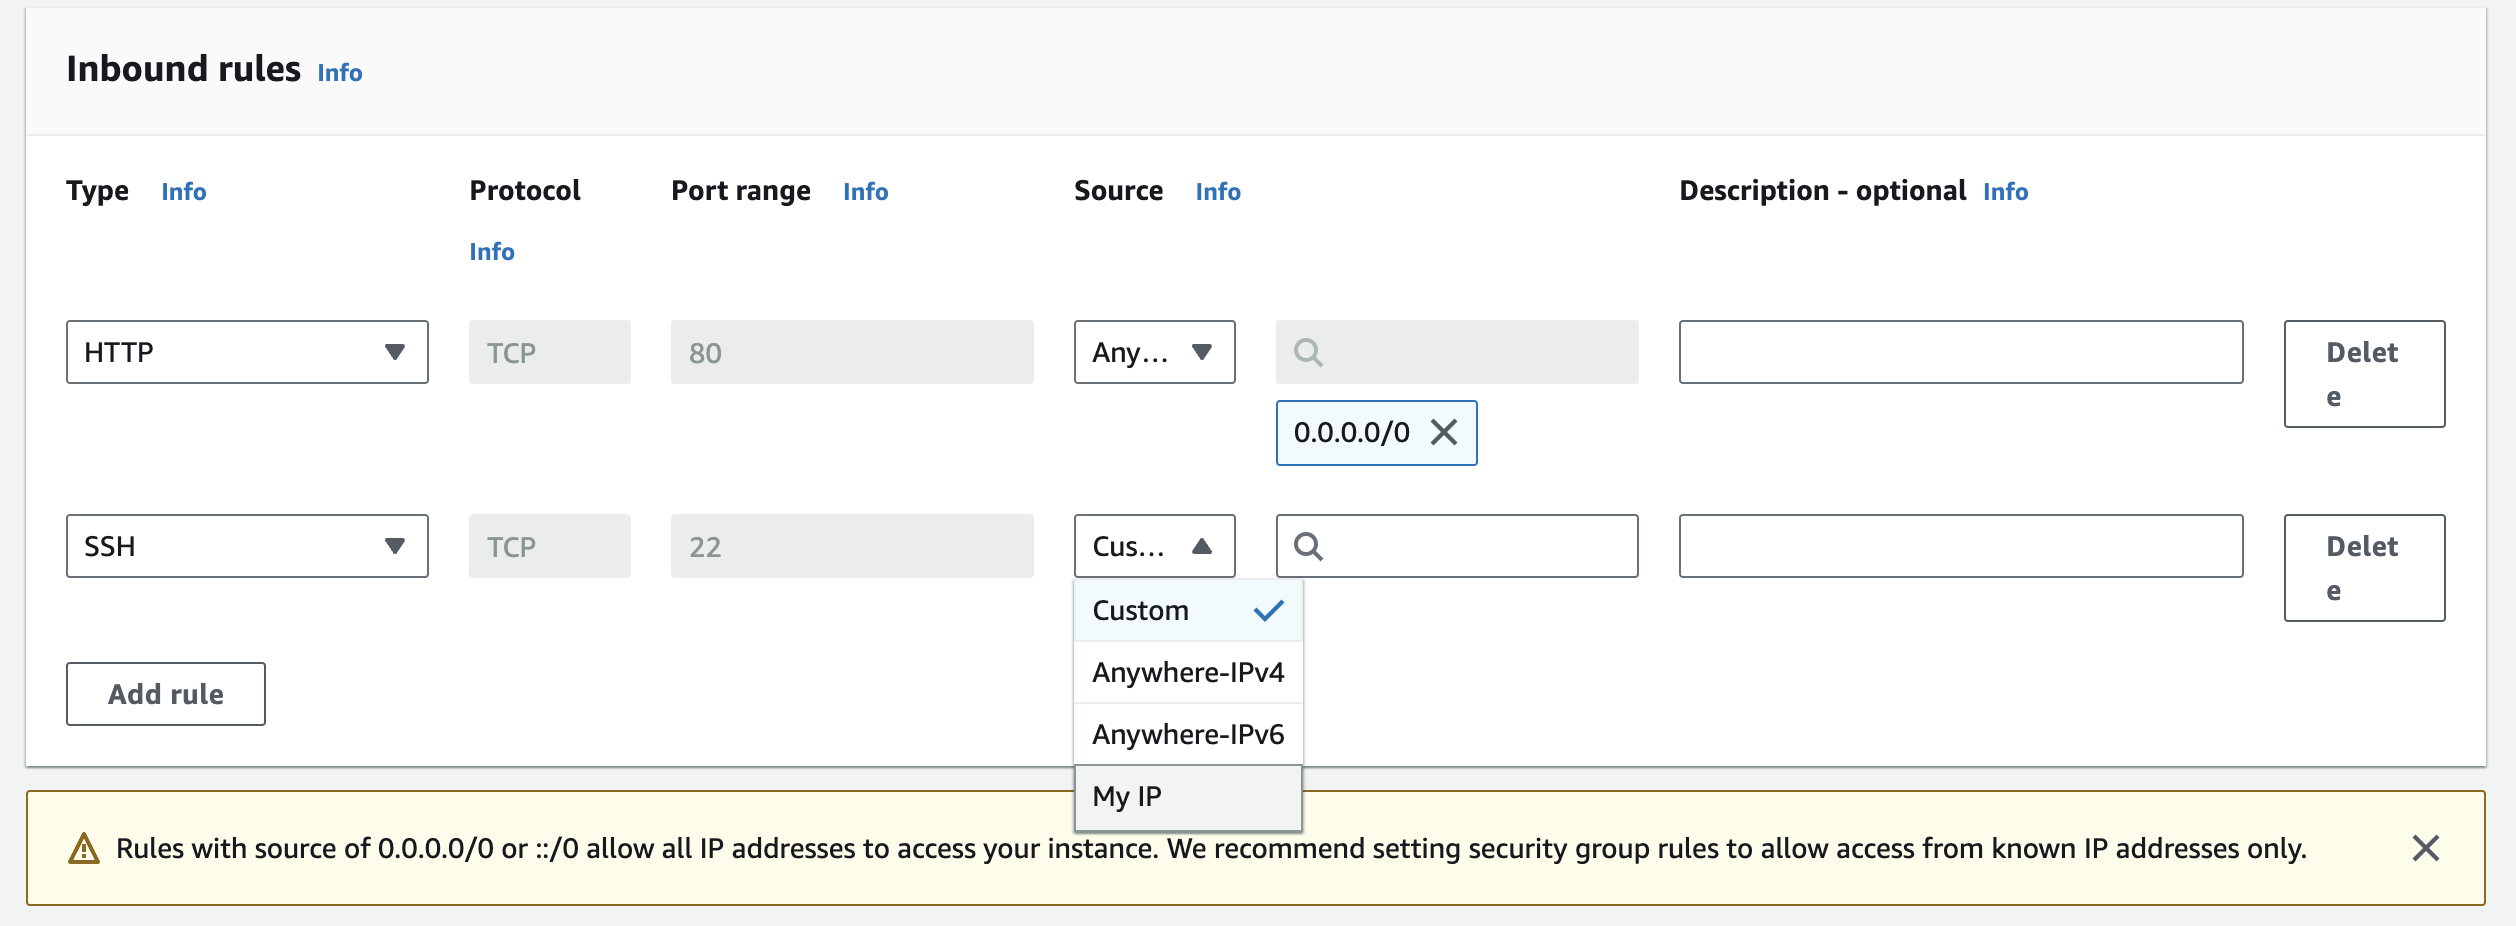 Inbound rules Info
Type Info Protocol Info Port range Info Source Info Description - optional Info
HTTP TCP 80 Any... Delete
0.0.0.0/0
SSH TCP 22 Cus... Delete
Custom
Anywhere-IPv4
Anywhere-IPv6
My IP
Add rule
Rules with source of 0.0.0.0/0 or ::/0 allow all IP addresses to access your instance. We recommend setting security group rules to allow access from known IP addresses only.